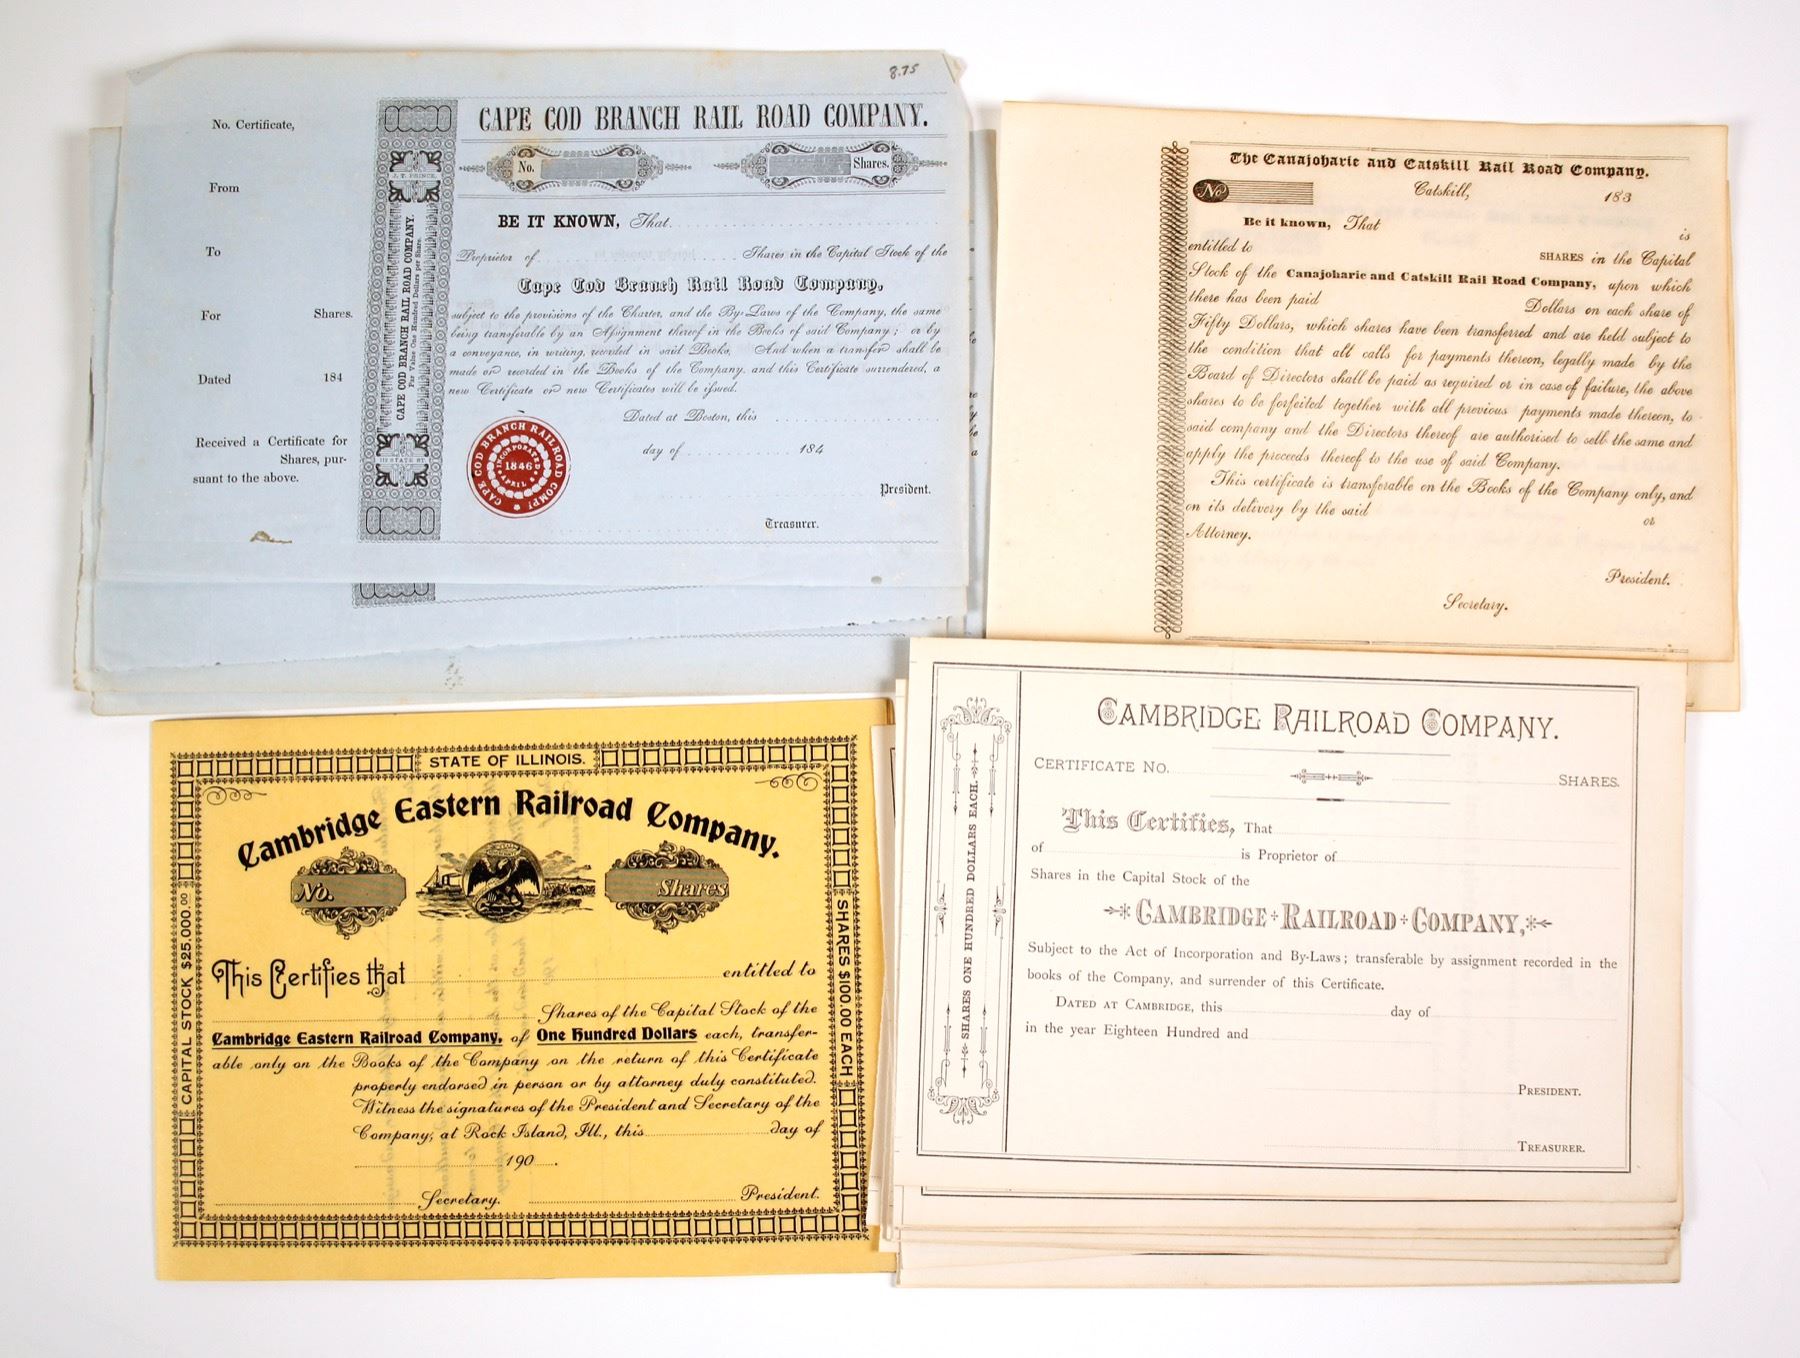 8.75
No. Certificate,
From
To
For Shares.
Dated 184
Received a Certificate for
Shares, pur-
suant to the above.
J. T. PRINCE,
CAPE COD BRANCH RAIL ROAD COMPANY.
Par Value One Hundred Dollars per Share.
111 STATE ST.
CAPE COD BRANCH RAIL ROAD COMPANY.
No. Shares.
BE IT KNOWN, That
Proprietor of Shares in the Capital Stock of the
Cape Cod Branch Rail Road Company,
subject to the provisions of the Charter, and the By-Laws of the Company, the same
being transferable by an Assignment thereof in the Books of said Company; or by
a conveyance, in writing, recorded in said Books. And when a transfer shall be
made or recorded in the Books of the Company, and this Certificate surrendered, a
new Certificate or new Certificates will be issued.
Dated at Boston, this
day of 184
President.
Treasurer.
CAPE COD BRANCH RAILROAD COMP!
INCORPORATED
1846
APRIL
The Canajoharie and Catskill Rail Road Company.
No Catskill, 183
Be it known, That is
entitled to SHARES in the Capital
Stock of the Canajoharie and Catskill Rail Road Company, upon which
there has been paid Dollars on each share of
Fifty Dollars, which shares have been transferred and are held subject to
the condition that all calls for payments thereon, legally made by the
Board of Directors shall be paid as required or in case of failure, the above
shares to be forfeited together with all previous payments made thereon, to
said company and the Directors thereof are authorised to sell the same and
apply the proceeds thereof to the use of said Company.
This certificate is transferable on the Books of the Company only, and
on its delivery by the said or
Attorney.
President.
Secretary.
STATE OF ILLINOIS.
CAPITAL STOCK $25,000.00
SHARES $100.00 EACH
Cambridge Eastern Railroad Company.
No. Shares
This Certifies that entitled to
Shares of the Capital Stock of the
Cambridge Eastern Railroad Company, of One Hundred Dollars each, transfer-
able only on the Books of the Company on the return of this Certificate
properly endorsed in person or by attorney duly constituted.
Witness the signatures of the President and Secretary of the
Company, at Rock Island, Ill., this day of
190 .
Secretary. President.
SHARES ONE HUNDRED DOLLARS EACH.
CAMBRIDGE RAILROAD COMPANY.
CERTIFICATE NO. SHARES.
This Certifies, That
of is Proprietor of
Shares in the Capital Stock of the
CAMBRIDGE RAILROAD COMPANY,
Subject to the Act of Incorporation and By-Laws; transferable by assignment recorded in the
books of the Company, and surrender of this Certificate.
DATED AT CAMBRIDGE, this day of
in the year Eighteen Hundred and
PRESIDENT.
TREASURER.